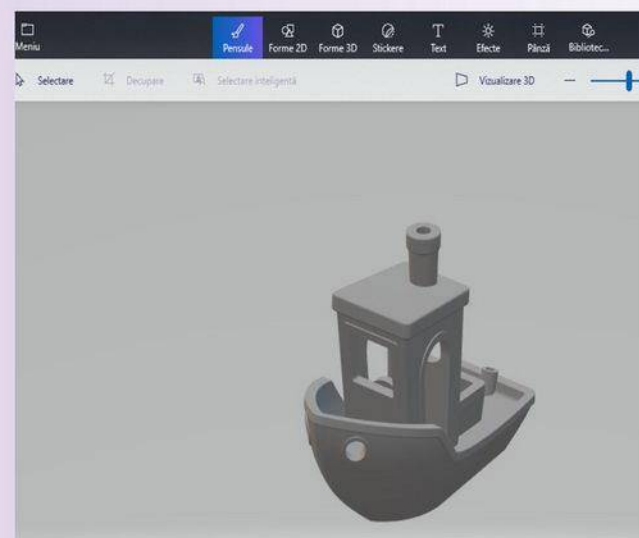 Meniu
Pensule Forme 2D Forme 3D Stickere Text Efecte Pânză Bibliotec...
Selectare Decupare Selectare inteligentă Vizualizare 3D